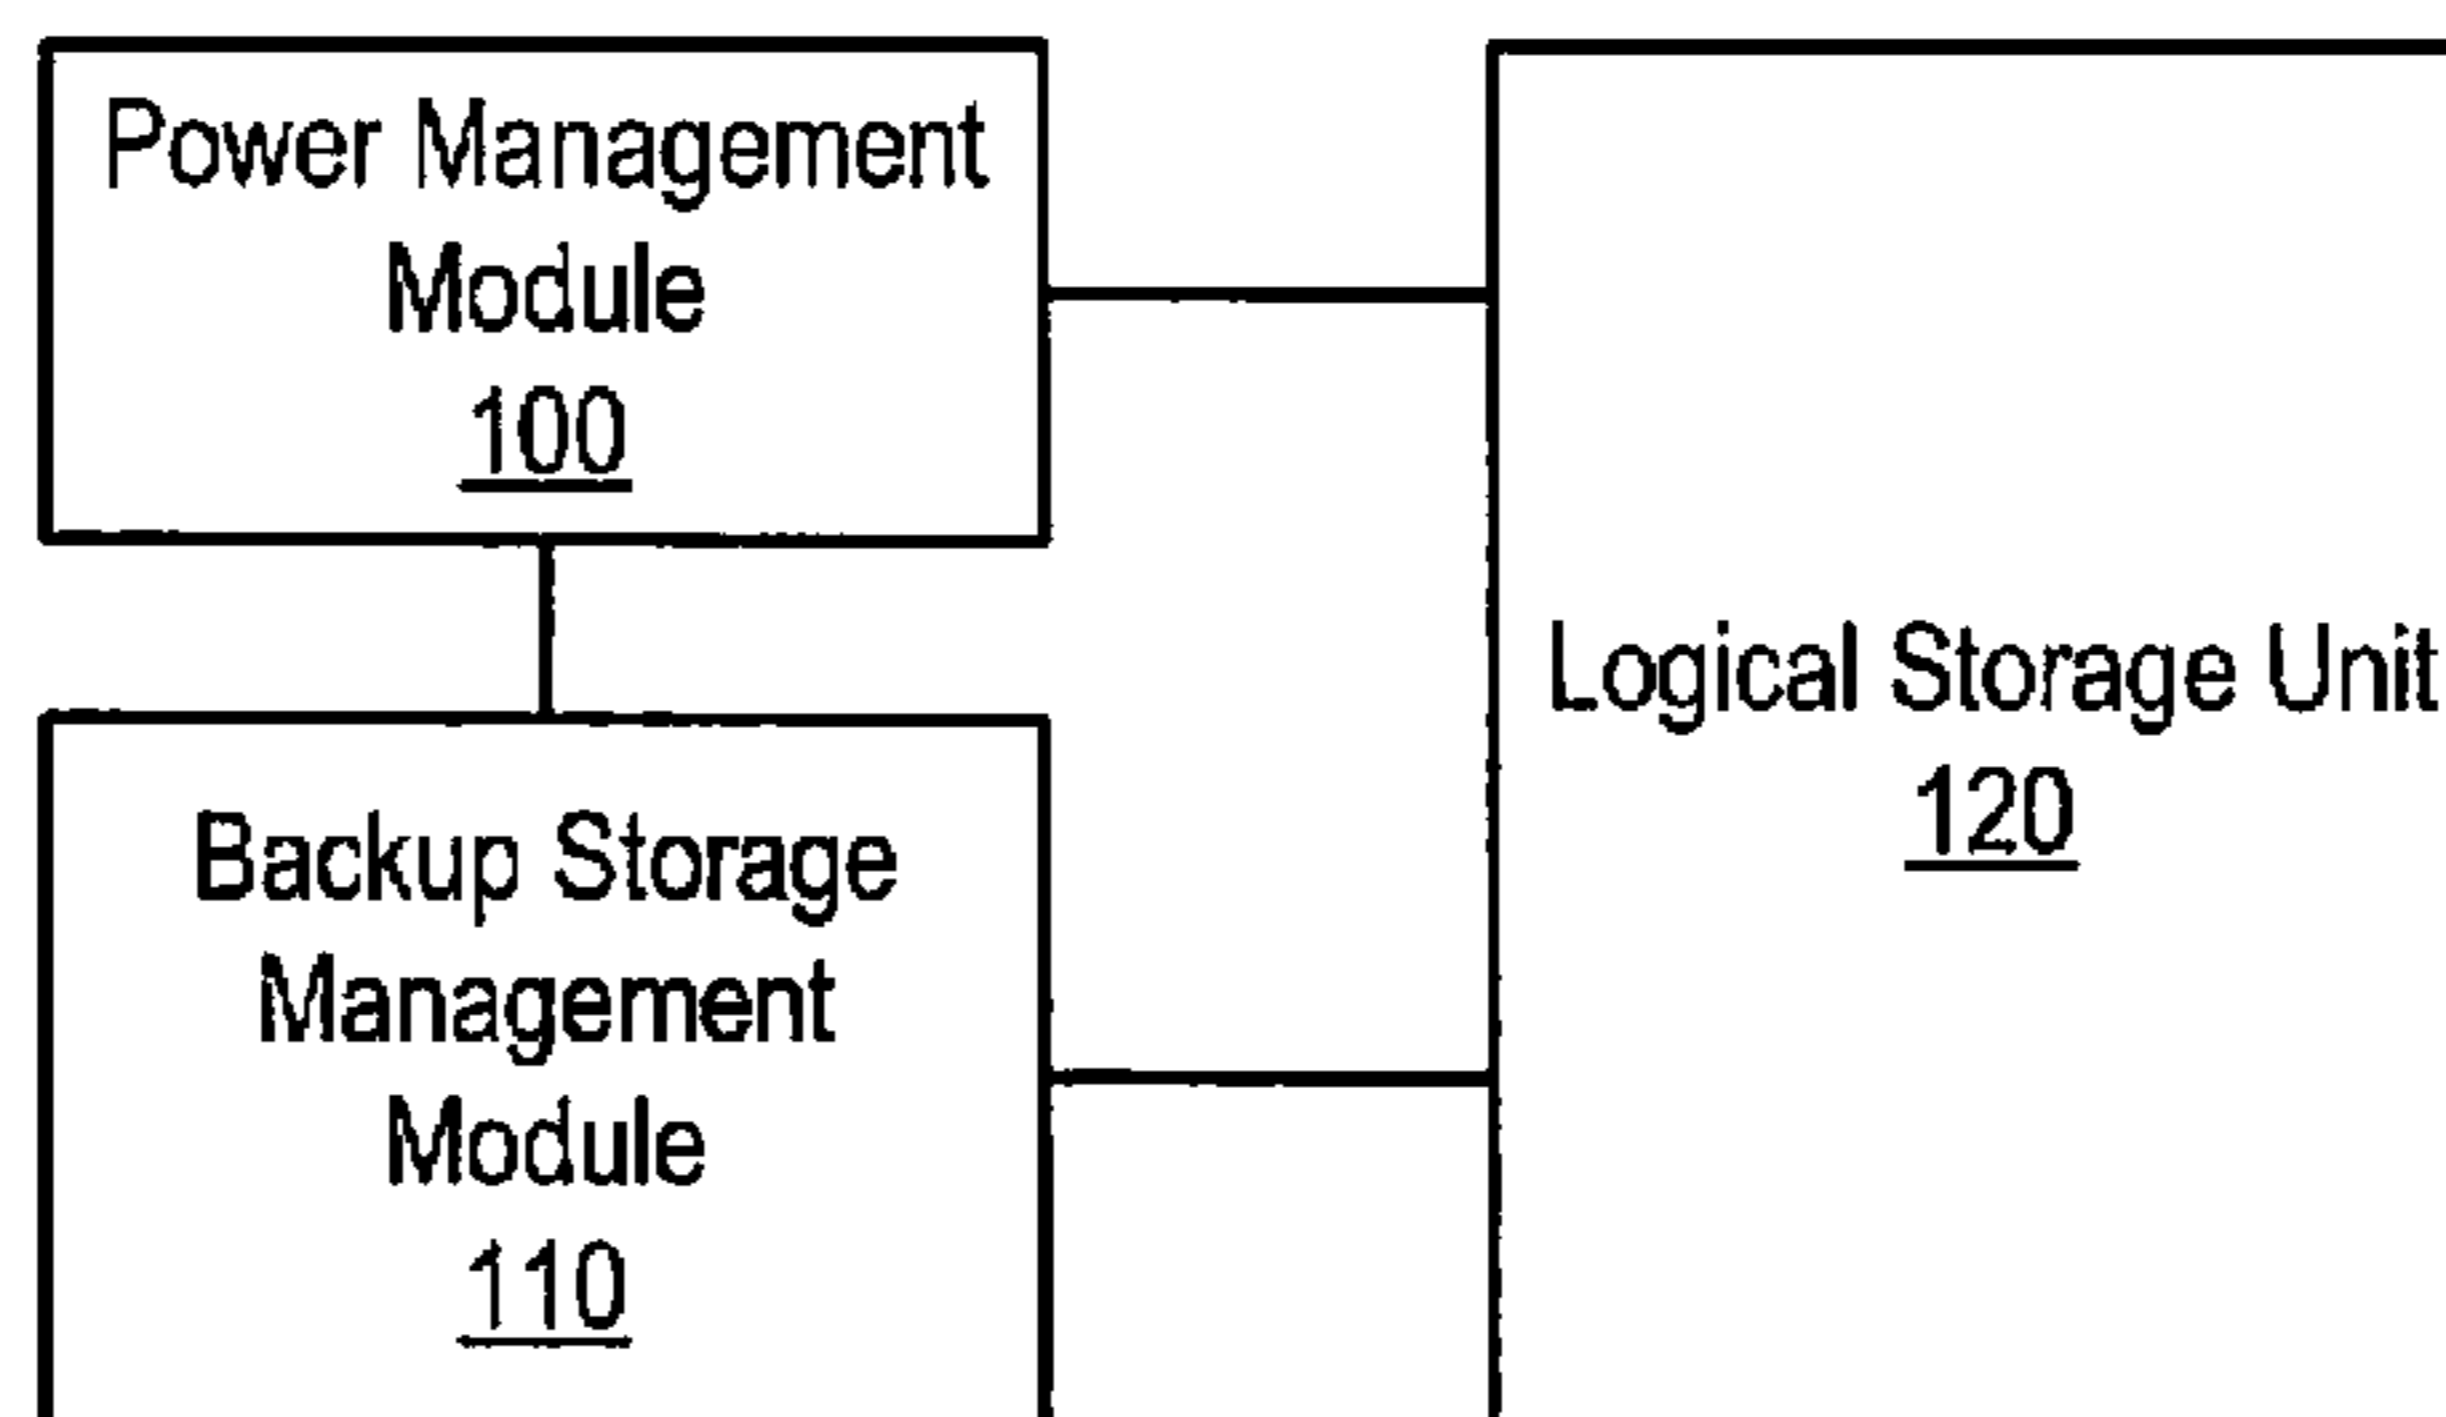 Power Management
Module
100
Backup Storage
Management
Module
110
Logical Storage Unit
120